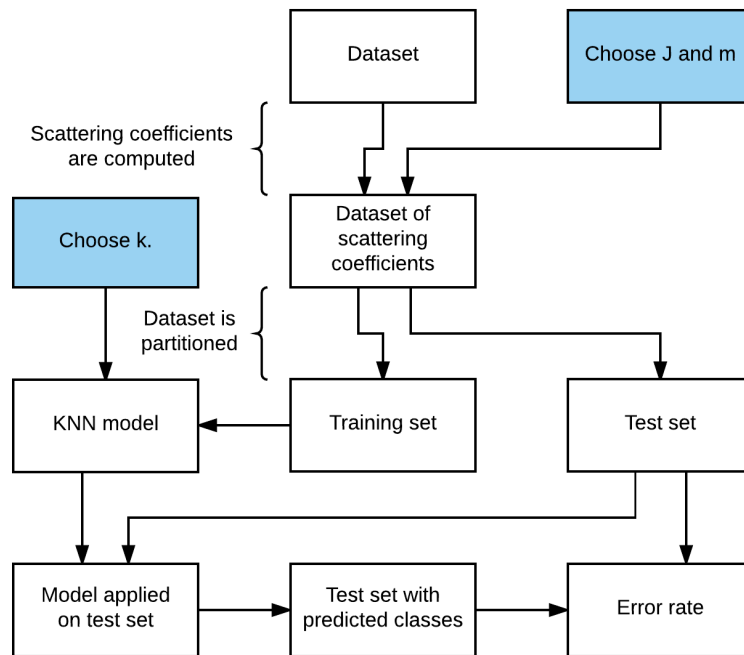 Dataset
Choose J and m
Scattering coefficients
are computed
Choose k.
Dataset of
scattering
coefficients
Dataset is
partitioned
KNN model
Training set
Test set
Model applied
on test set
Test set with
predicted classes
Error rate